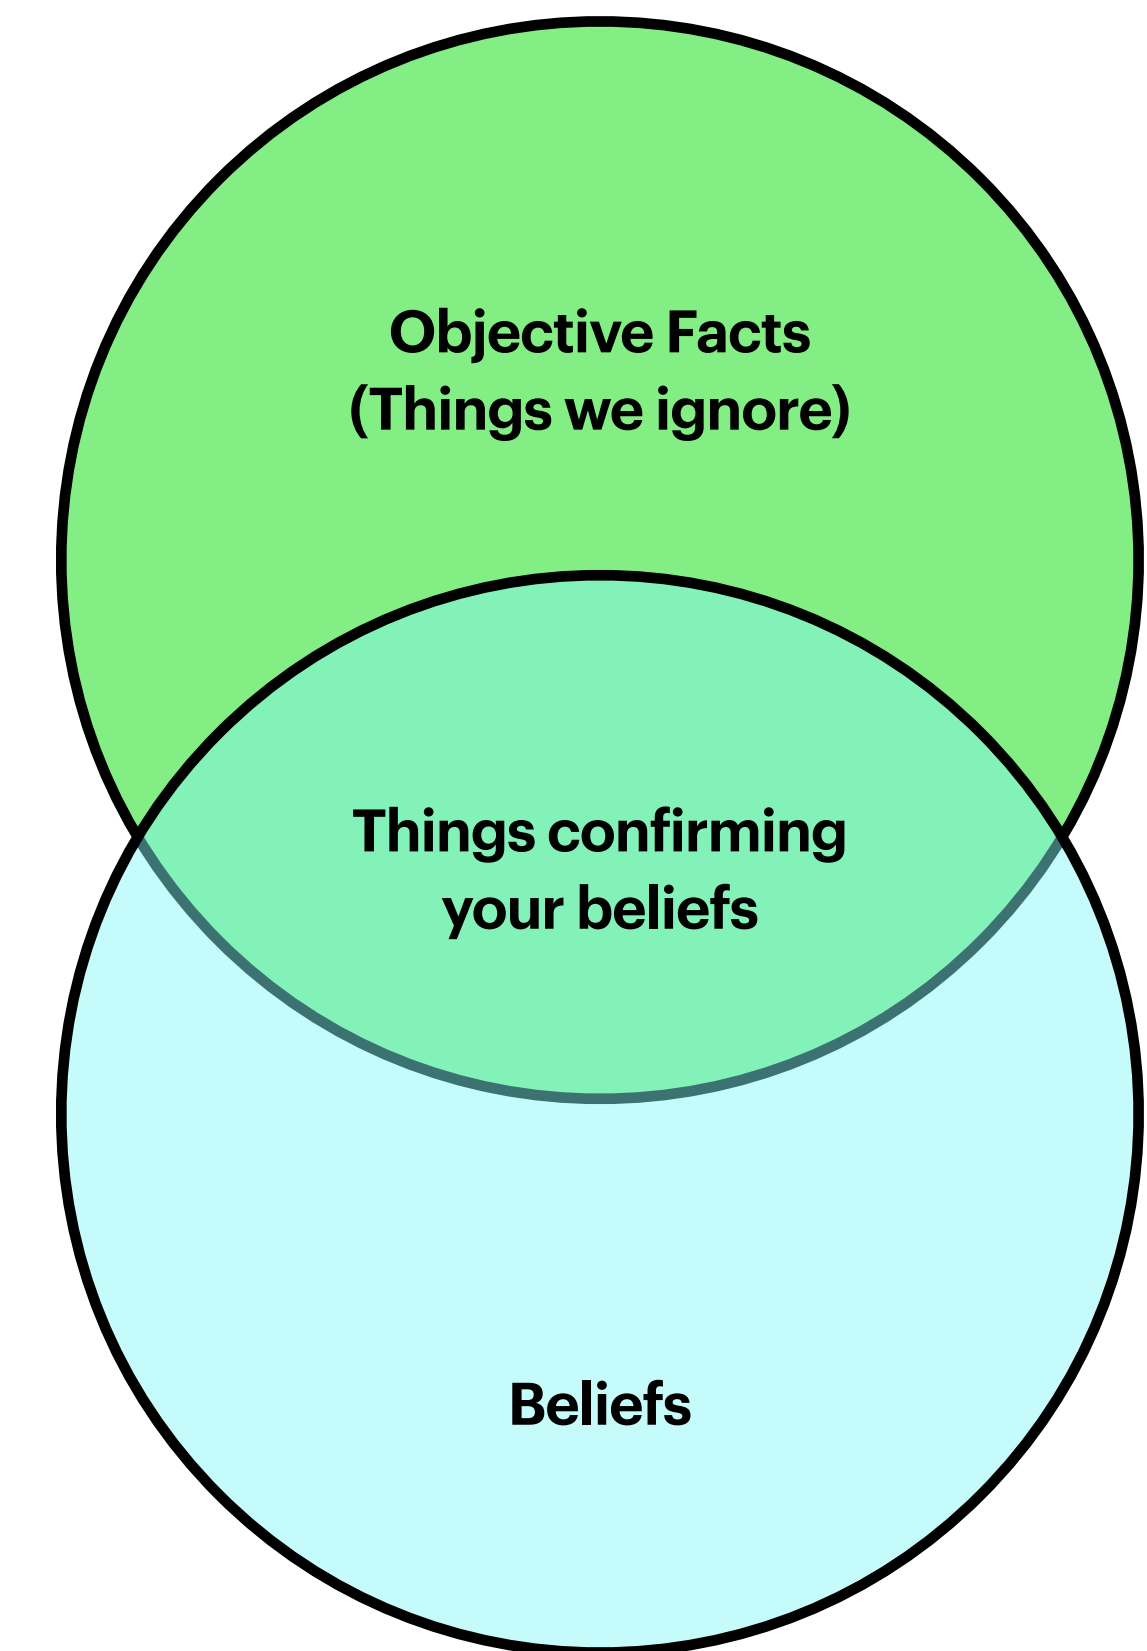 Objective Facts
(Things we ignore)
Things confirming
your beliefs
Beliefs